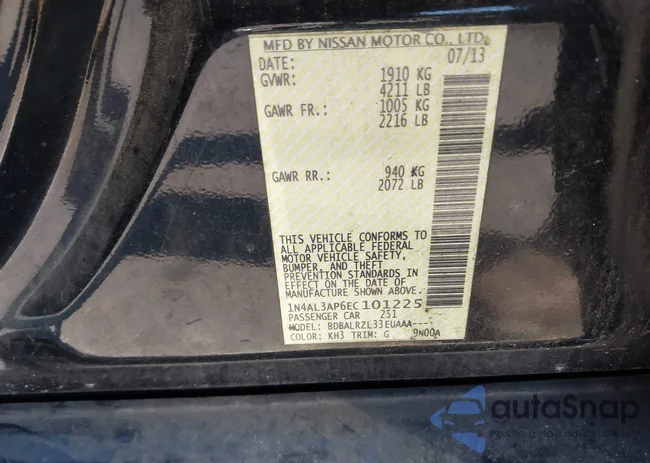 MFD BY NISSAN MOTOR CO., LTD.
DATE: 07/13
GVWR: 1910 KG
4211 LB
GAWR FR.: 1005 KG
2216 LB
GAWR RR.: 940 KG
2072 LB
THIS VEHICLE CONFORMS TO
ALL APPLICABLE FEDERAL
MOTOR VEHICLE SAFETY,
BUMPER, AND THEFT
PREVENTION STANDARDS IN
EFFECT ON THE DATE OF
MANUFACTURE SHOWN ABOVE.
1N4AL3AP6EC101225
PASSENGER CAR 251
MODEL: BDBALRZL33EUAAA----
COLOR: KH3 TRIM: G 9N00A
autaSnap